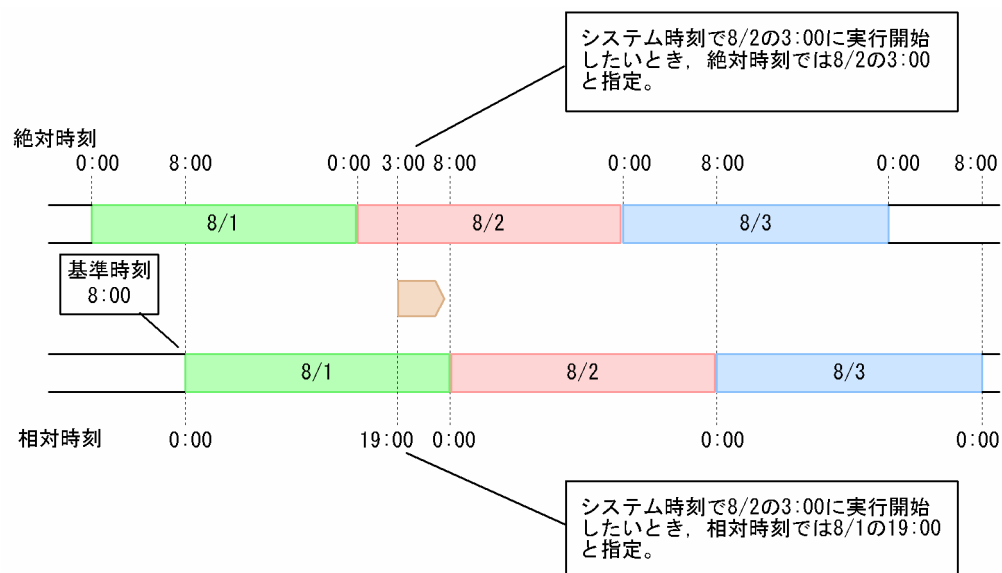 システム時刻で8/2の3:00に実行開始
したいとき，絶対時刻では8/2の3:00
と指定。
絶対時刻
0:00 8:00 0:00 3:00 8:00 0:00 8:00 0:00 8:00
8/1 8/2 8/3
基準時刻
8:00
8/1 8/2 8/3
相対時刻 0:00 19:00 0:00 0:00 0:00
システム時刻で8/2の3:00に実行開始
したいとき，相対時刻では8/1の19:00
と指定。